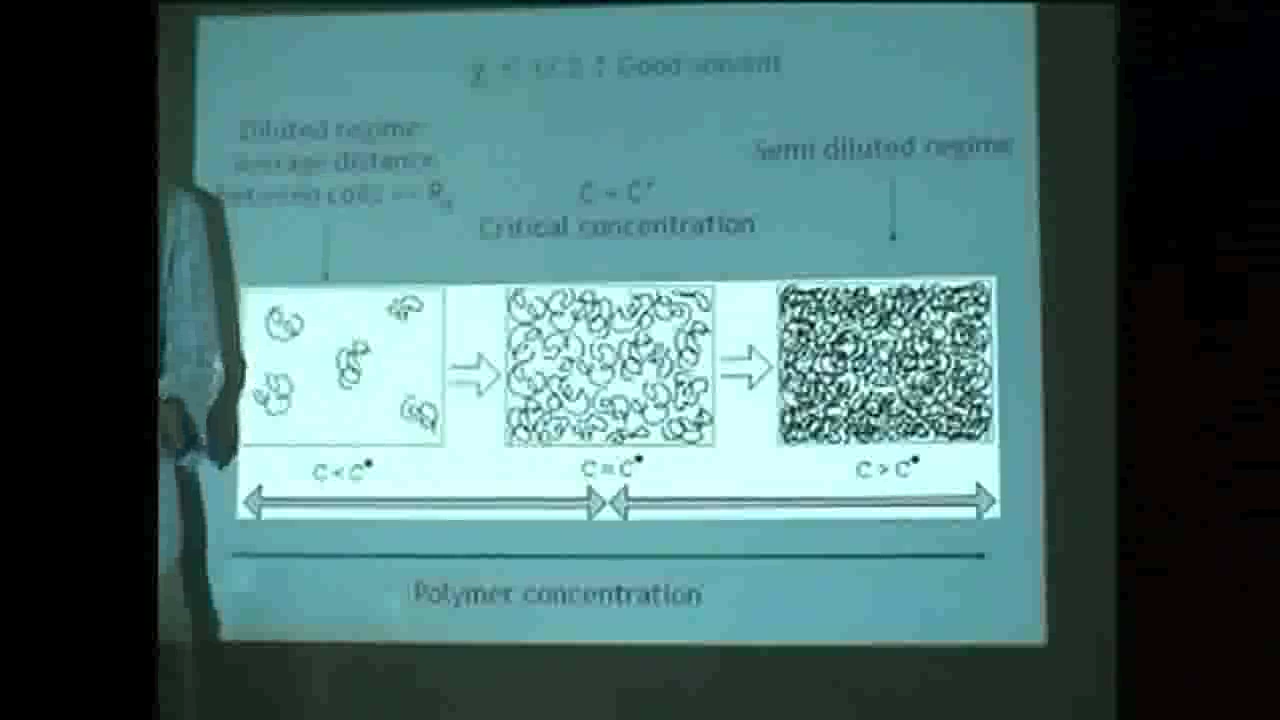 Good solvent
Diluted regime
average distance
between coils
Semi diluted regime
C = C*
Critical concentration
C < C*
C = C*
C > C*
Polymer concentration